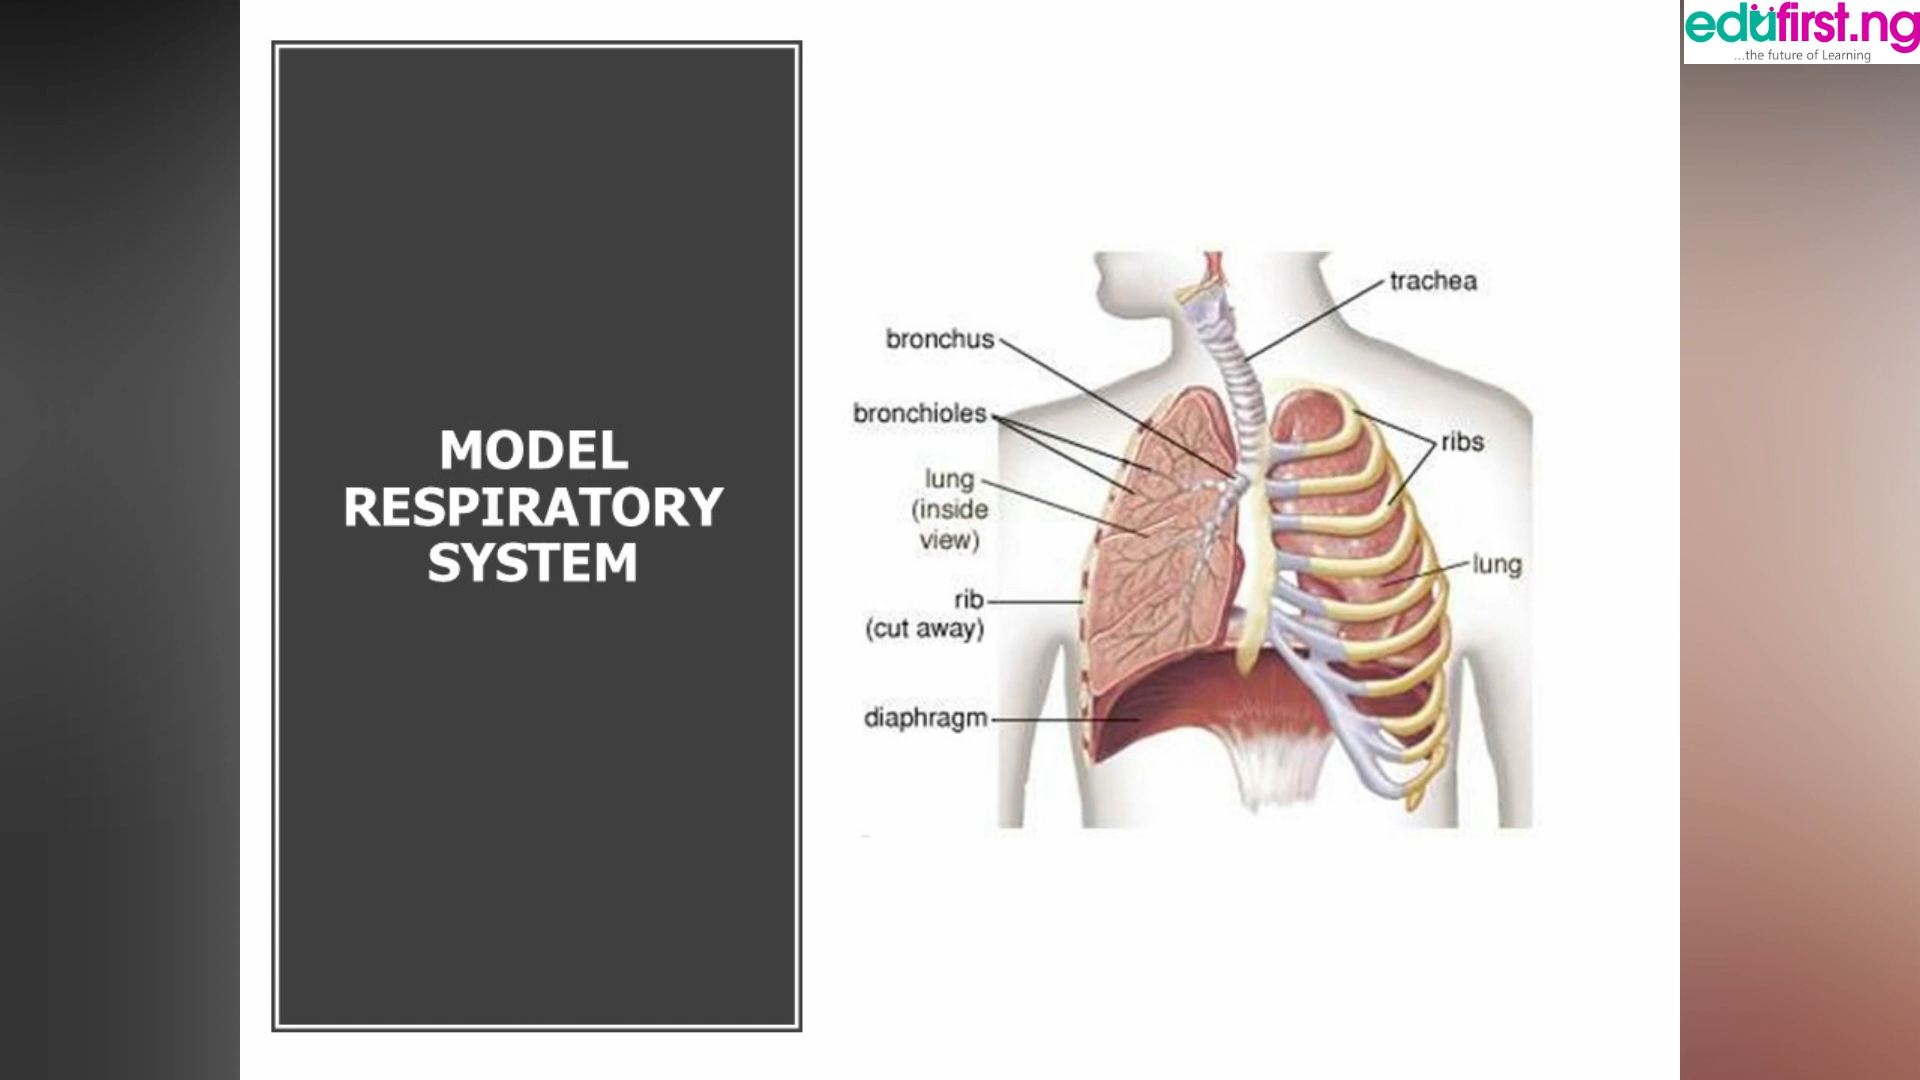 edufirst.ng
...the future of Learning
MODEL
RESPIRATORY
SYSTEM
trachea
bronchus
bronchioles
ribs
lung
(inside
view)
lung
rib
(cut away)
diaphragm